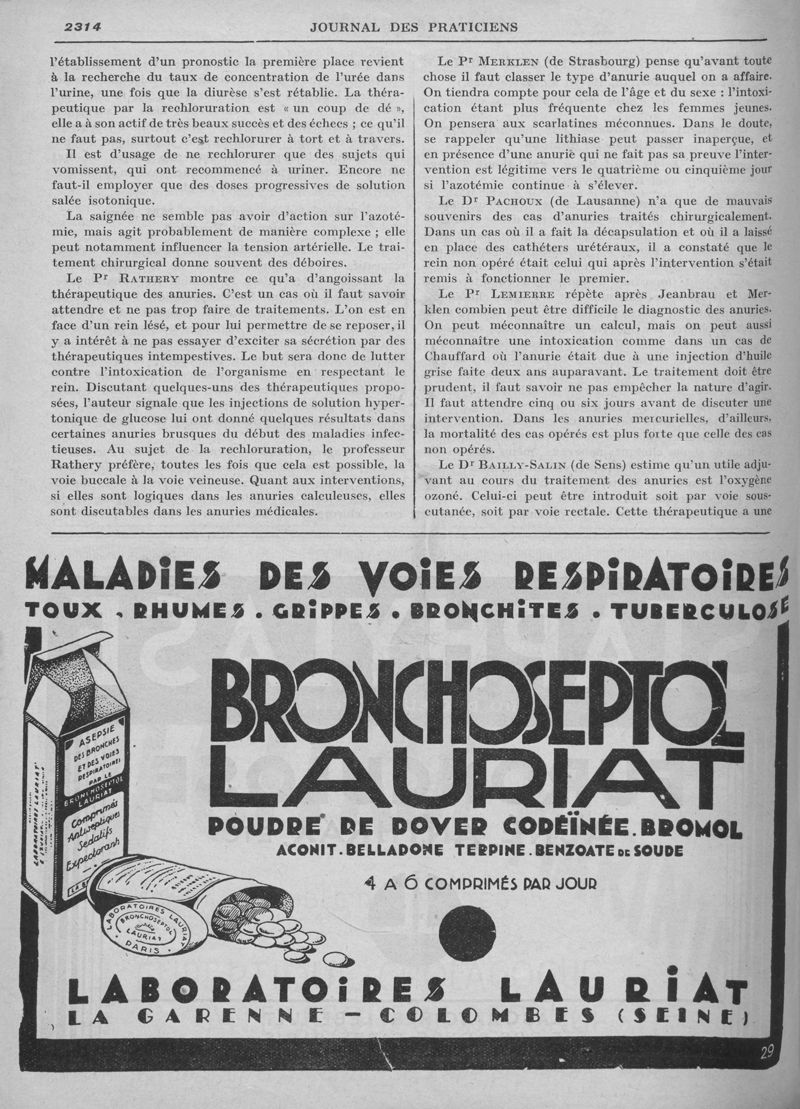 2314
JOURNAL DES PRATICIENS
l'établissement d'un pronostic la première place revient
à la recherche du taux de concentration de l'urée dans
l'urine, une fois que la diurèse s'est rétablie. La théra-
peutique par la rechloruration est « un coup de dé »,
elle a à son actif de très beaux succès et des échecs ; ce qu'il
ne faut pas, surtout c'est rechlorurer à tort et à travers.
Il est d'usage de ne rechlorurer que des sujets qui
vomissent, qui ont recommencé à uriner. Encore ne
faut-il employer que des doses progressives de solution
salée isotonique.
La saignée ne semble pas avoir d'action sur l'azoté-
mie, mais agit probablement de manière complexe ; elle
peut notamment influencer la tension artérielle. Le trai-
tement chirurgical donne souvent des déboires.
Le Pr RATHERY montre ce qu'a d'angoissant la
thérapeutique des anuries. C'est un cas où il faut savoir
attendre et ne pas trop faire de traitements. L'on est en
face d'un rein lésé, et pour lui permettre de se reposer, il
y a intérêt à ne pas essayer d'exciter sa sécrétion par des
thérapeutiques intempestives. Le but sera donc de lutter
contre l'intoxication de l'organisme en respectant le
rein. Discutant quelques-uns des thérapeutiques propo-
sées, l'auteur signale que les injections de solution hyper-
tonique de glucose lui ont donné quelques résultats dans
certaines anuries brusques du début des maladies infec-
tieuses. Au sujet de la rechloruration, le professeur
Rathery préfère, toutes les fois que cela est possible, la
voie buccale à la voie veineuse. Quant aux interventions,
si elles sont logiques dans les anuries calculeuses, elles
sont discutables dans les anuries médicales.
Le Pr MERKLEN (de Strasbourg) pense qu'avant toute
chose il faut classer le type d'anurie auquel on a affaire.
On tiendra compte pour cela de l'âge et du sexe : l'intoxi-
cation étant plus fréquente chez les femmes jeunes.
On pensera aux scarlatines méconnues. Dans le doute,
se rappeler qu'une lithiase peut passer inaperçue, et
en présence d'une anurie qui ne fait pas sa preuve l'inter-
vention est légitime vers le quatrième ou cinquième jour
si l'azotémie continue à s'élever.
Le Dr PACHOUX (de Lausanne) n'a que de mauvais
souvenirs des cas d'anuries traités chirurgicalement.
Dans un cas où il a fait la décapsulation et où il a laissé
en place des cathéters urétéraux, il a constaté que le
rein non opéré était celui qui après l'intervention s'était
remis à fonctionner le premier.
Le Pr LEMIERRE répète après Jeanbrau et Mer-
klen combien peut être difficile le diagnostic des anuries.
On peut méconnaître un calcul, mais on peut aussi
méconnaître une intoxication comme dans un cas de
Chauffard où l'anurie était due à une injection d'huile
grise faite deux ans auparavant. Le traitement doit être
prudent, il faut savoir ne pas empêcher la nature d'agir.
Il faut attendre cinq ou six jours avant de discuter une
intervention. Dans les anuries mercurielles, d'ailleurs,
la mortalité des cas opérés est plus forte que celle des cas
non opérés.
Le Dr BAILLY-SALIN (de Sens) estime qu'un utile adju-
vant au cours du traitement des anuries est l'oxygène
ozoné. Celui-ci peut être introduit soit par voie sous-
cutanée, soit par voie rectale. Cette thérapeutique a une
MALADIES DES VOIES RESPIRATOIRES
TOUX . RHUMES . GRIPPES . BRONCHITES . TUBERCULOSE
ASEPSIE
DES BRONCHES
ET DES VOIES
RESPIRATOIRES
PAR LE
BRONCHOSEPTOL
LAURIAT
Comprimés
Antiseptiques
Sedatifs
Expectorants
LABORATOIRES LAURIAT
BRONCHOSEPTOL
LAURIAT
PARIS
BRONCHOSEPTOL
LAURIAT
POUDRE DE DOVER CODÉÏNÉE. BROMOL
ACONIT. BELLADONE TERPINE. BENZOATE DE SOUDE
4 A 6 COMPRIMÉS PAR JOUR
LABORATOIRES LAURIAT
LA GARENNE - COLOMBES (SEINE)
29